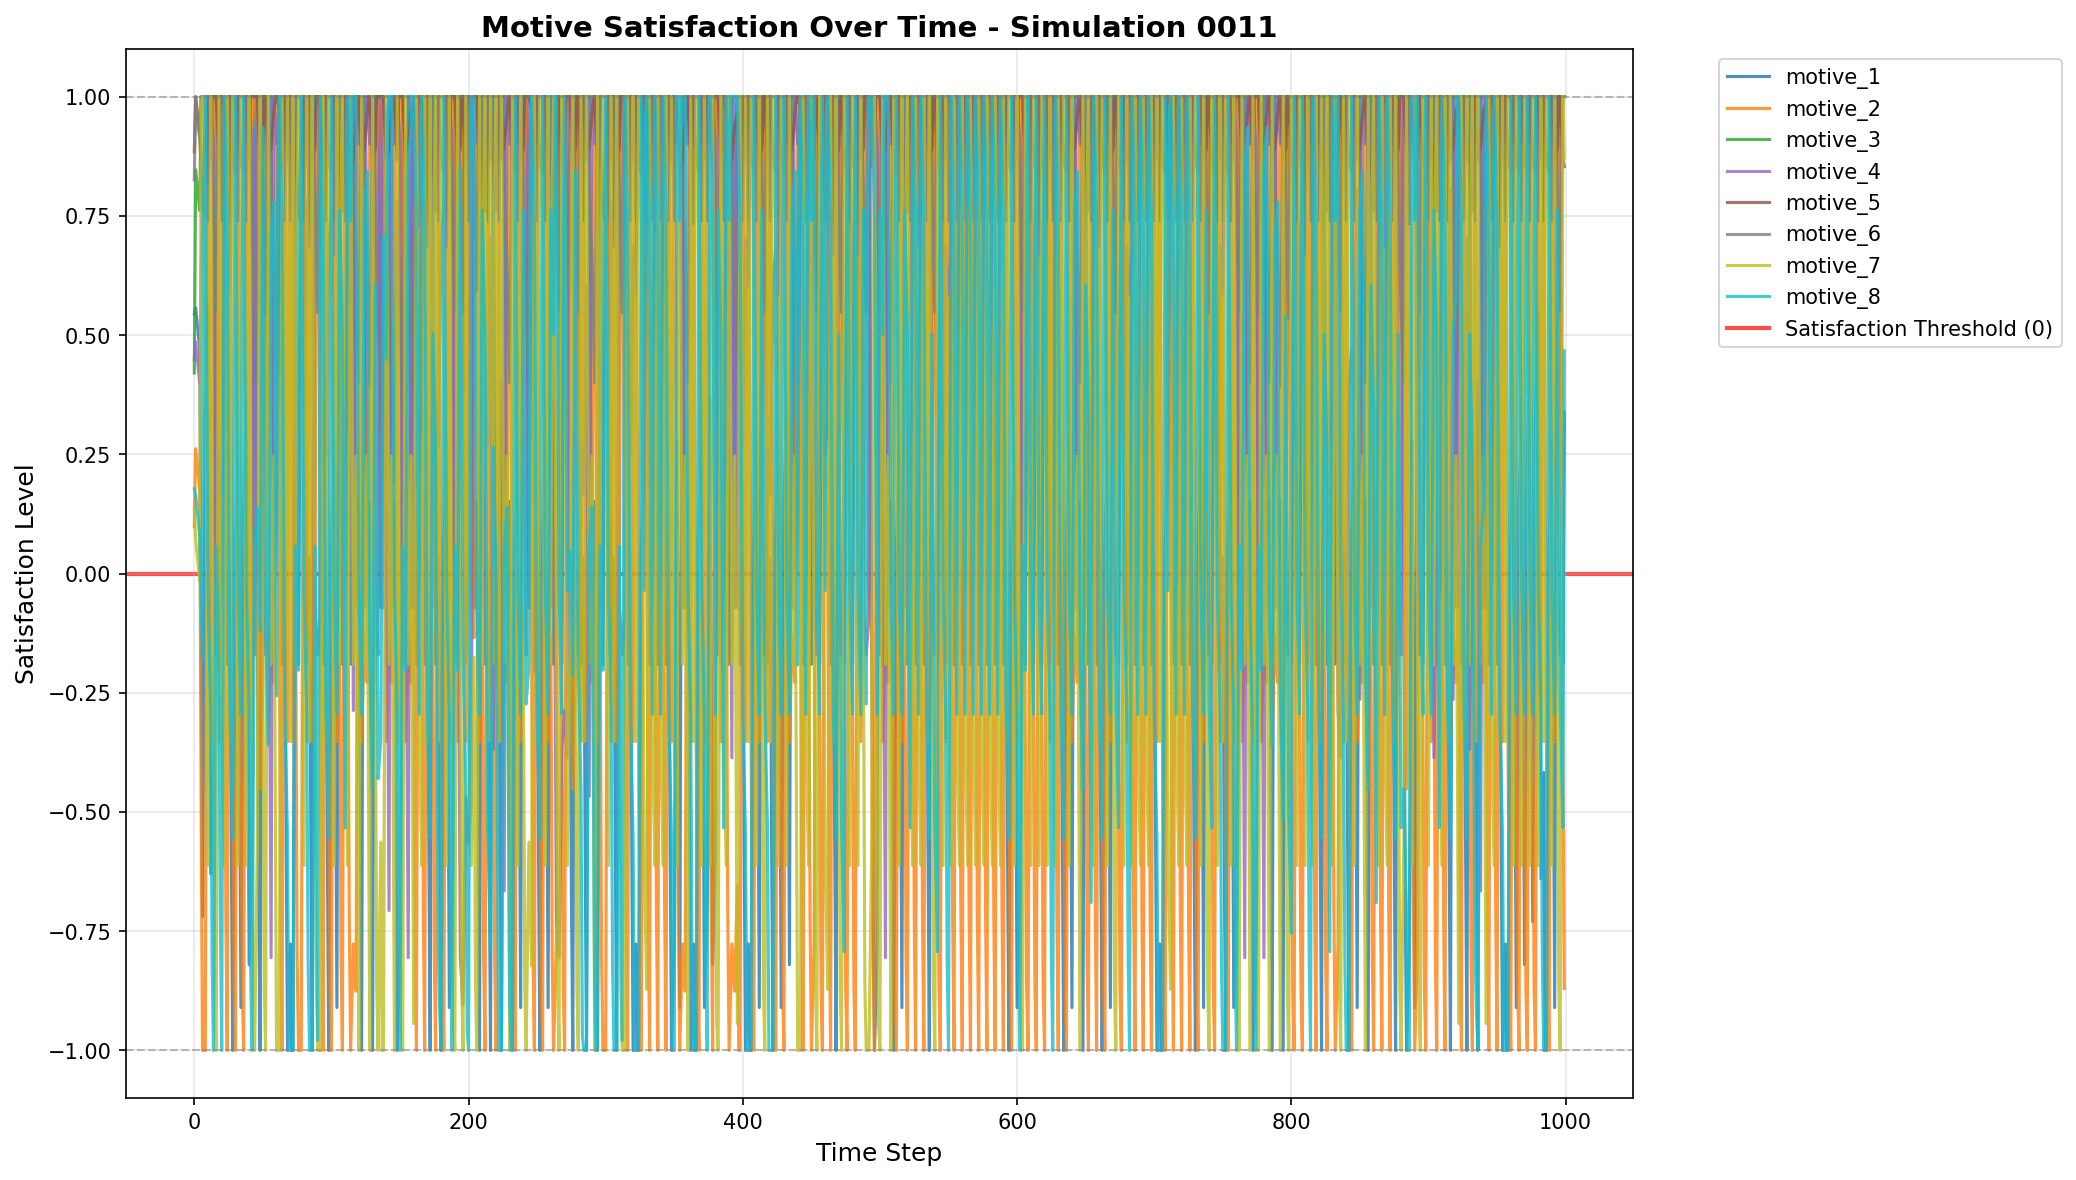 Motive Satisfaction Over Time - Simulation 0011
1.00
0.75
0.50
0.25
0.00
−0.25
−0.50
−0.75
−1.00
Satisfaction Level
0
200
400
600
800
1000
Time Step
motive_1
motive_2
motive_3
motive_4
motive_5
motive_6
motive_7
motive_8
Satisfaction Threshold (0)